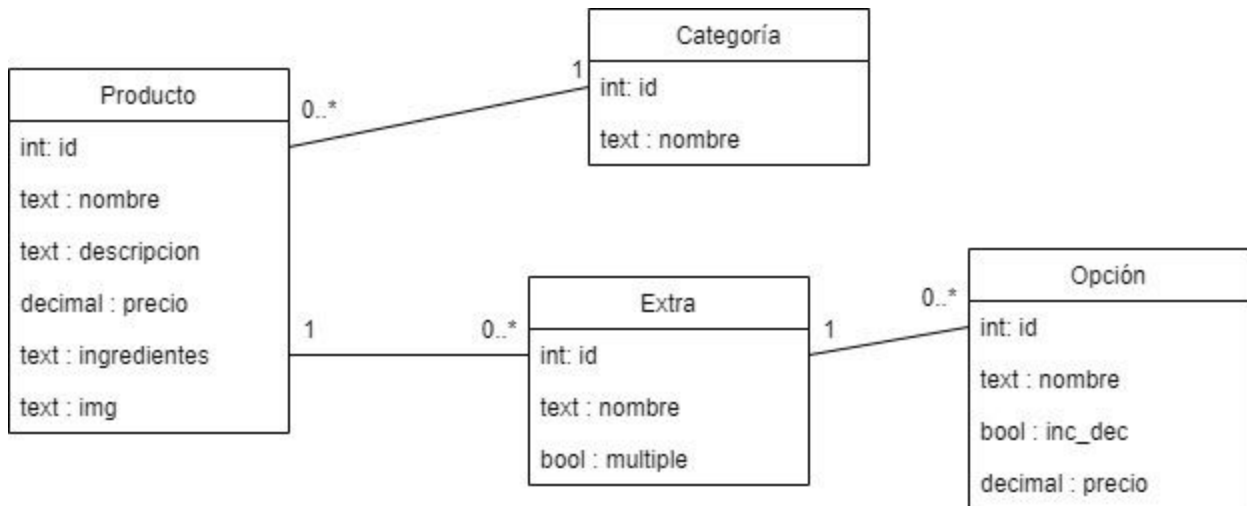 Categoría
int: id
text : nombre
1
0..*
Producto
int: id
text : nombre
text : descripcion
decimal : precio
text : ingredientes
text : img
1
0..*
Extra
int: id
text : nombre
bool : multiple
1
0..*
Opción
int: id
text : nombre
bool : inc_dec
decimal : precio